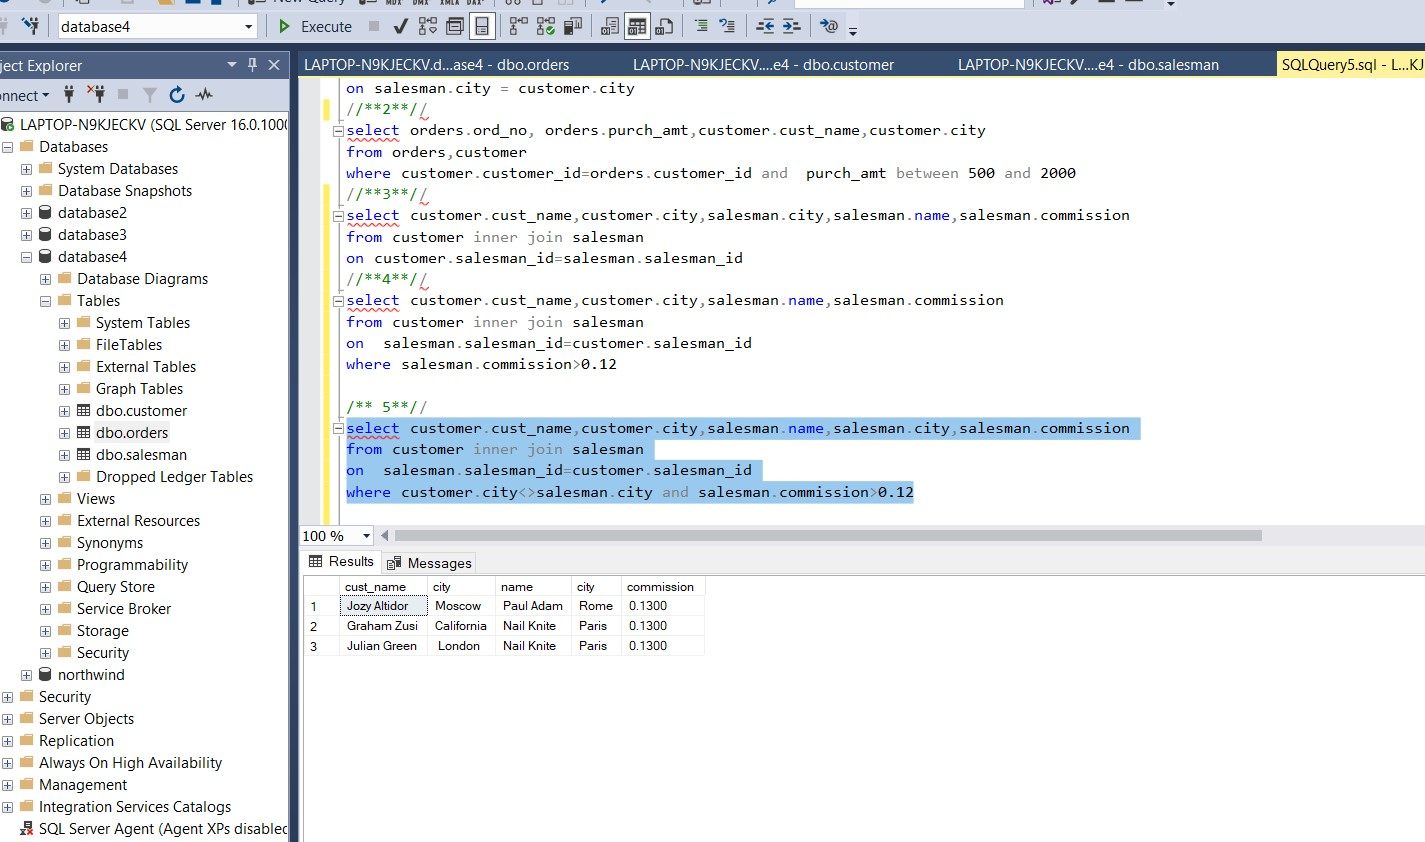 database4
Execute
ject Explorer
LAPTOP-N9KJECKV.d...ase4 - dbo.orders
LAPTOP-N9KJECKV....e4 - dbo.customer
LAPTOP-N9KJECKV....e4 - dbo.salesman
SQLQuery5.sql - L...KJ
nnect
LAPTOP-N9KJECKV (SQL Server 16.0.1000
Databases
System Databases
Database Snapshots
database2
database3
database4
Database Diagrams
Tables
System Tables
FileTables
External Tables
Graph Tables
dbo.customer
dbo.orders
dbo.salesman
Dropped Ledger Tables
Views
External Resources
Synonyms
Programmability
Query Store
Service Broker
Storage
Security
northwind
Security
Server Objects
Replication
Always On High Availability
Management
Integration Services Catalogs
SQL Server Agent (Agent XPs disabled
on salesman.city = customer.city
//**2**//
select orders.ord_no, orders.purch_amt,customer.cust_name,customer.city
from orders,customer
where customer.customer_id=orders.customer_id and  purch_amt between 500 and 2000
//**3**//
select customer.cust_name,customer.city,salesman.city,salesman.name,salesman.commission
from customer inner join salesman
on customer.salesman_id=salesman.salesman_id
//**4**//
select customer.cust_name,customer.city,salesman.name,salesman.commission
from customer inner join salesman
on  salesman.salesman_id=customer.salesman_id
where salesman.commission>0.12
/** 5**//
select customer.cust_name,customer.city,salesman.name,salesman.city,salesman.commission
from customer inner join salesman
on  salesman.salesman_id=customer.salesman_id
where customer.city<>salesman.city and salesman.commission>0.12
100 %
Results
Messages
cust_name city name city commission
1 Jozy Altidor Moscow Paul Adam Rome 0.1300
2 Graham Zusi California Nail Knite Paris 0.1300
3 Julian Green London Nail Knite Paris 0.1300